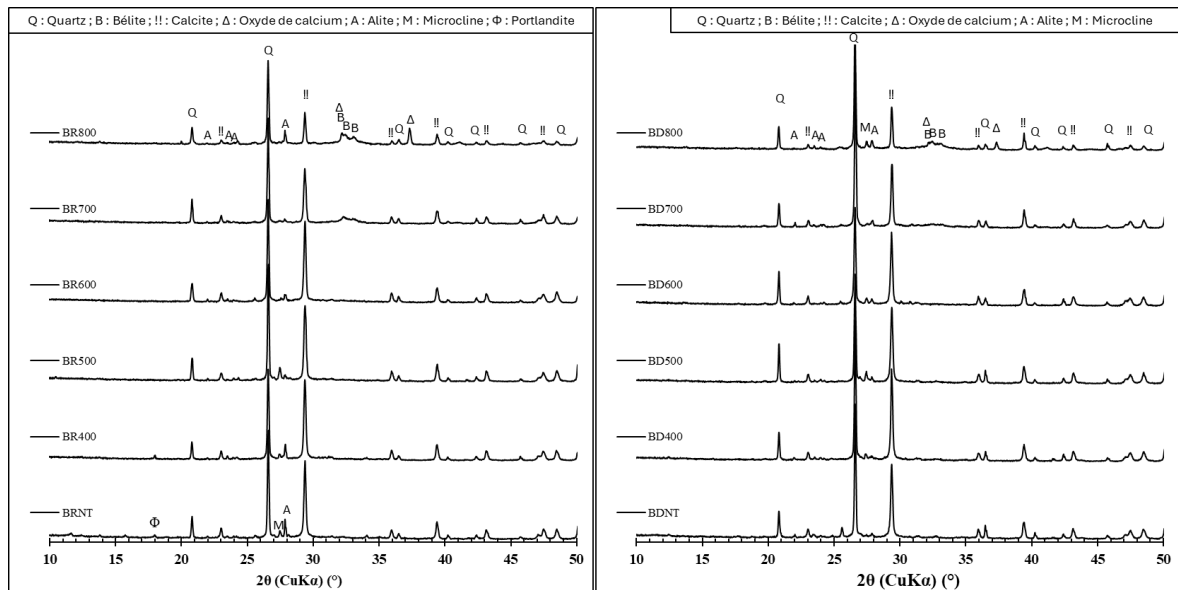 Q : Quartz ; B : Bélite ; !! : Calcite ; Δ : Oxyde de calcium ; A : Alite ; M : Microcline ; Φ : Portlandite
Q
Q
!!
Δ
B
B B
A !! A A
A
!! Q Δ !! Q Q !! Q !! Q
BR800
BR700
BR600
BR500
BR400
BRNT
Φ
M A
10 15 20 25 30 35 40 45 50
2θ (CuKα) (°)
Q : Quartz ; B : Bélite ; !! : Calcite ; Δ : Oxyde de calcium ; A : Alite ; M : Microcline
Q
Q
!!
Δ
B B B
A !! A A
M A
!! Q Δ !! Q Q !! Q !! Q
BD800
BD700
BD600
BD500
BD400
BDNT
10 15 20 25 30 35 40 45 50
2θ (CuKα) (°)